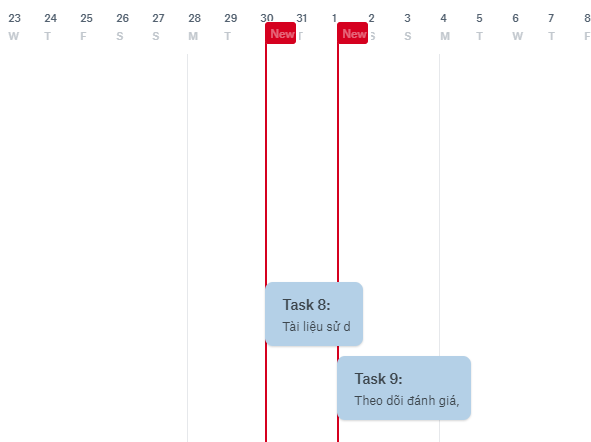 23 24 25 26 27 28 29 30 31 1 2 3 4 5 6 7 8
W T F S S M T T S S M T W T F
New New
Task 8:
Tài liệu sử d
Task 9:
Theo dõi đánh giá,